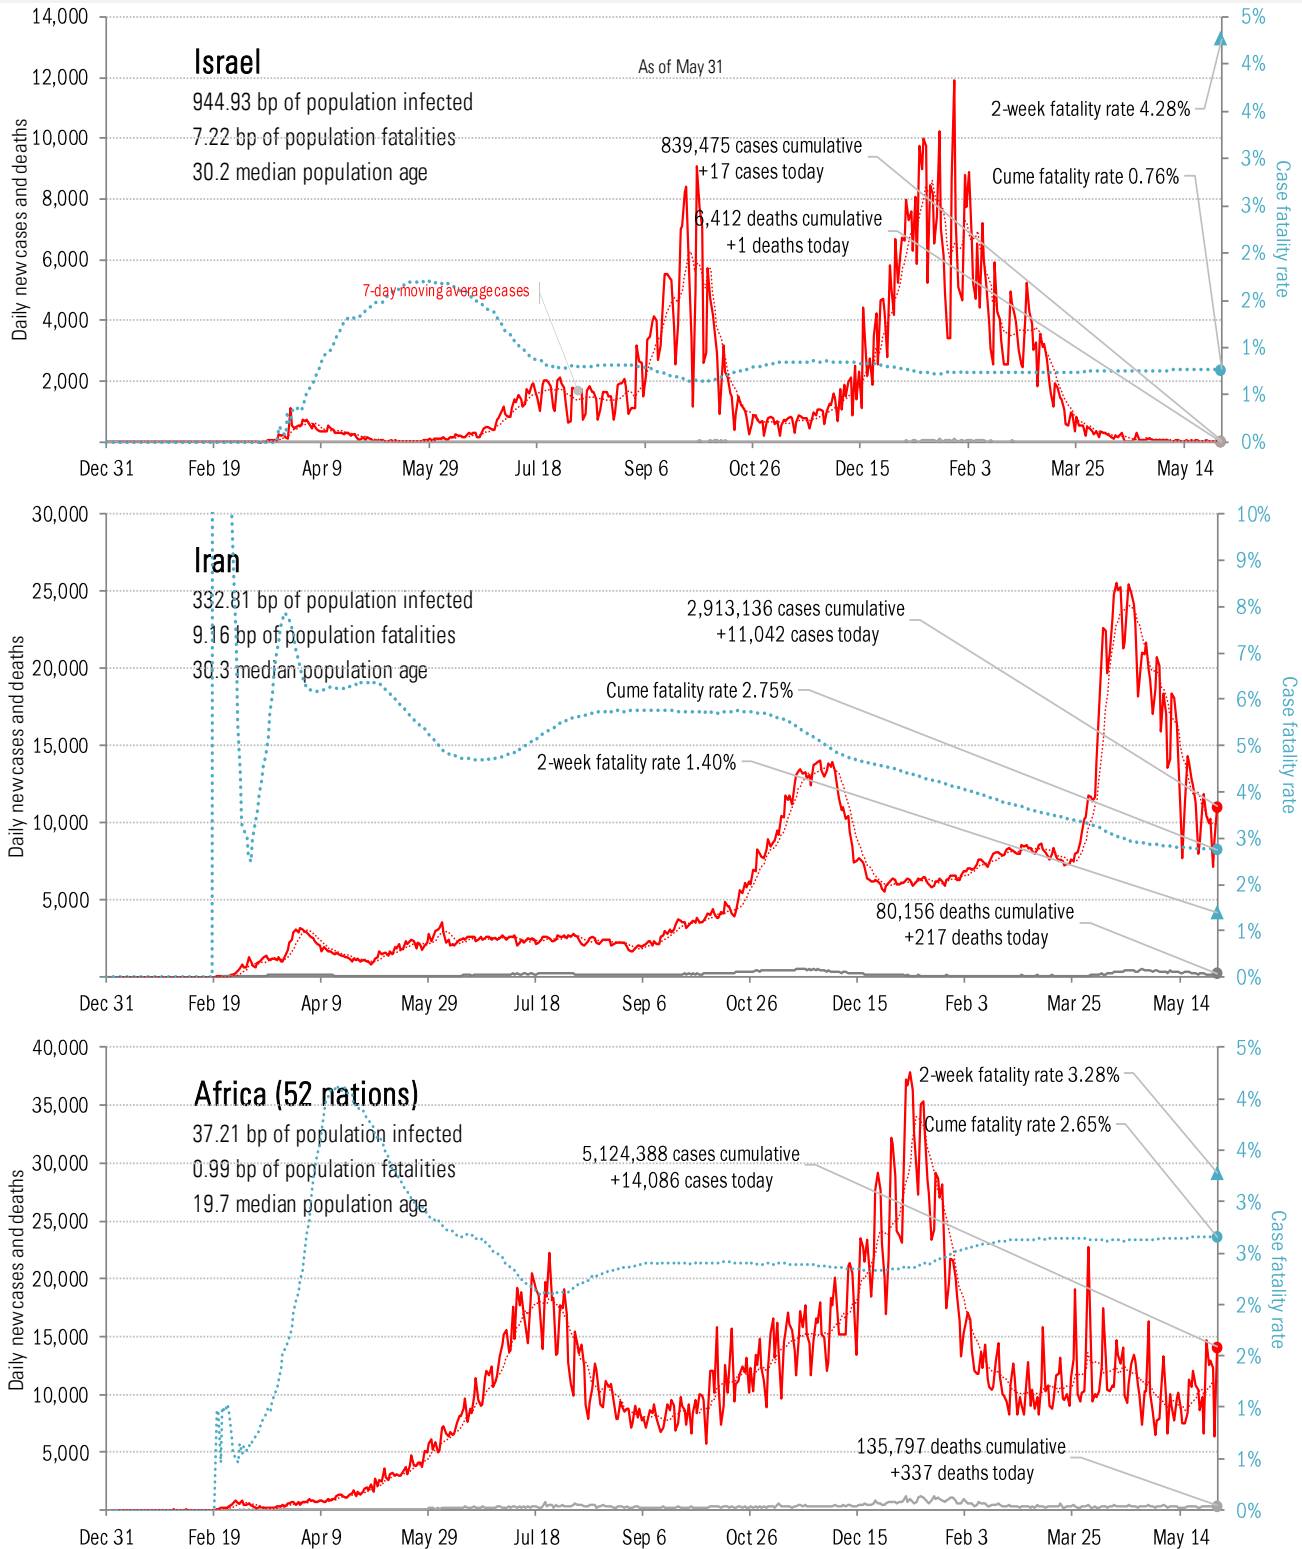 Israel
944.93 bp of population infected
7.22 bp of population fatalities
30.2 median population age
As of May 31
839,475 cases cumulative
+17 cases today
6,412 deaths cumulative
+1 deaths today
2-week fatality rate 4.28%
Cume fatality rate 0.76%
7-day moving average cases
Daily new cases and deaths
14,000
12,000
10,000
8,000
6,000
4,000
2,000
Case fatality rate
5%
4%
4%
3%
3%
2%
2%
1%
1%
0%
Dec 31 Feb 19 Apr 9 May 29 Jul 18 Sep 6 Oct 26 Dec 15 Feb 3 Mar 25 May 14
Iran
332.81 bp of population infected
9.16 bp of population fatalities
30.3 median population age
2,913,136 cases cumulative
+11,042 cases today
Cume fatality rate 2.75%
2-week fatality rate 1.40%
80,156 deaths cumulative
+217 deaths today
Daily new cases and deaths
30,000
25,000
20,000
15,000
10,000
5,000
Case fatality rate
10%
9%
8%
7%
6%
5%
4%
3%
2%
1%
0%
Dec 31 Feb 19 Apr 9 May 29 Jul 18 Sep 6 Oct 26 Dec 15 Feb 3 Mar 25 May 14
Africa (52 nations)
37.21 bp of population infected
0.99 bp of population fatalities
19.7 median population age
2-week fatality rate 3.28%
Cume fatality rate 2.65%
5,124,388 cases cumulative
+14,086 cases today
135,797 deaths cumulative
+337 deaths today
Daily new cases and deaths
40,000
35,000
30,000
25,000
20,000
15,000
10,000
5,000
Case fatality rate
5%
4%
4%
3%
3%
2%
2%
1%
1%
0%
Dec 31 Feb 19 Apr 9 May 29 Jul 18 Sep 6 Oct 26 Dec 15 Feb 3 Mar 25 May 14